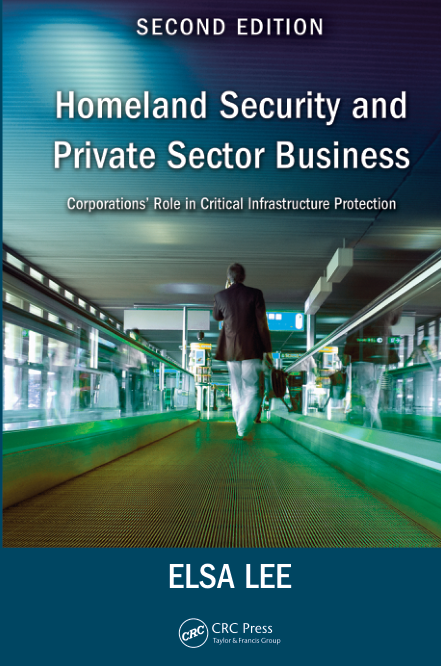 SECOND EDITION
Homeland Security and
Private Sector Business
Corporations' Role in Critical Infrastructure Protection
ELSA LEE
CRC
CRC Press
Taylor & Francis Group